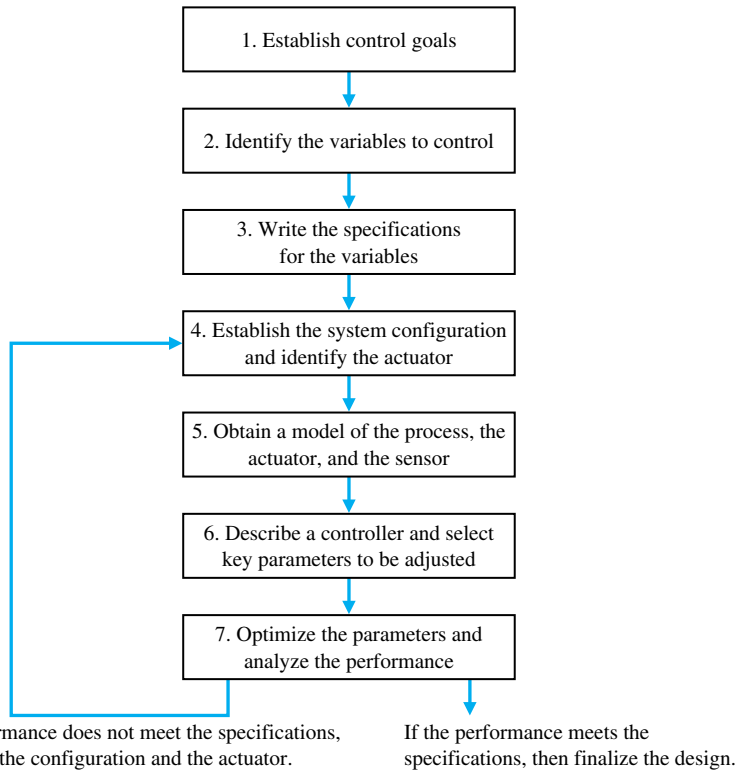 1. Establish control goals
2. Identify the variables to control
3. Write the specifications
for the variables
4. Establish the system configuration
and identify the actuator
5. Obtain a model of the process, the
actuator, and the sensor
6. Describe a controller and select
key parameters to be adjusted
7. Optimize the parameters and
analyze the performance
rmance does not meet the specifications,
the configuration and the actuator.
If the performance meets the
specifications, then finalize the design.